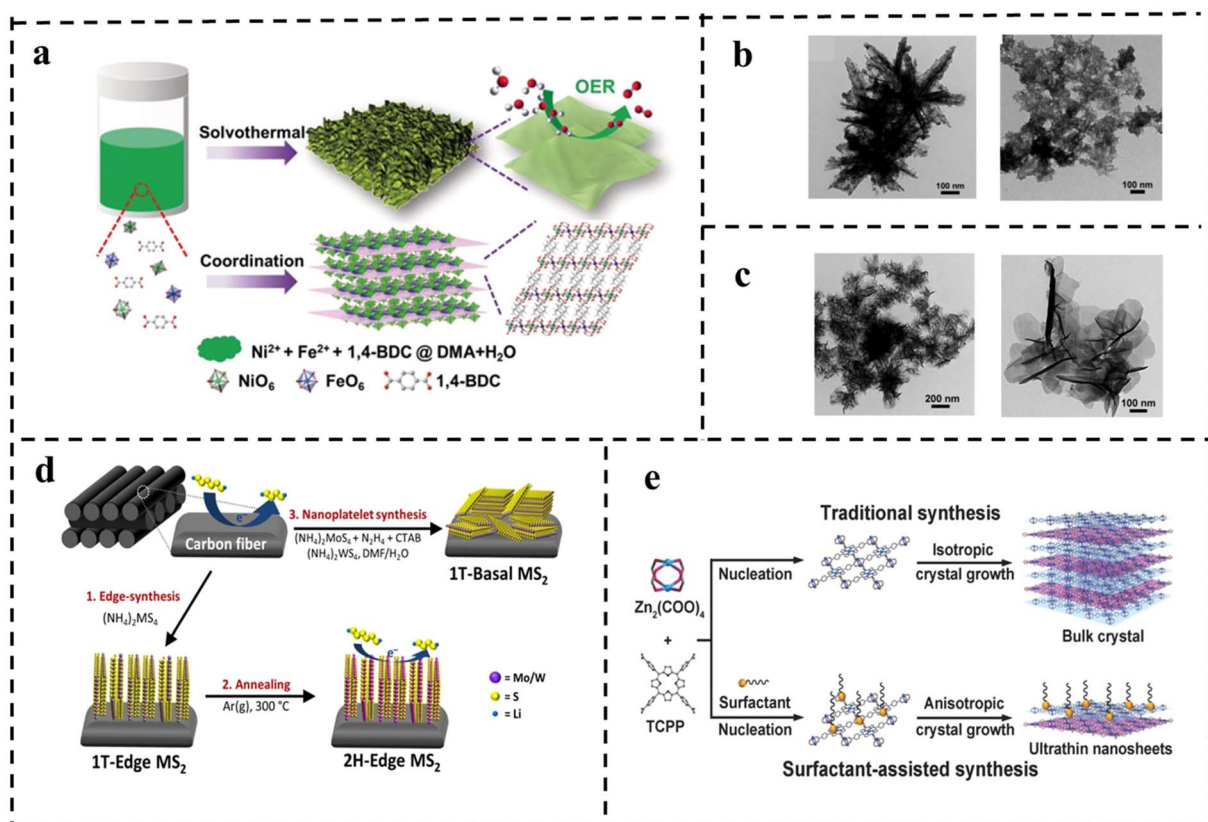 a
Solvothermal
OER
Coordination
Ni²⁺ + Fe²⁺ + 1,4-BDC @ DMA+H₂O
NiO₆ FeO₆ 1,4-BDC
b
100 nm
100 nm
c
200 nm
100 nm
d
e⁻
Carbon fiber
3. Nanoplatelet synthesis
(NH₄)₂MoS₄ + N₂H₄ + CTAB
(NH₄)₂WS₄, DMF/H₂O
1T-Basal MS₂
1. Edge-synthesis
(NH₄)₂MS₄
e⁻
2. Annealing
Ar(g), 300 °C
= Mo/W
= S
= Li
1T-Edge MS₂
2H-Edge MS₂
e
Traditional synthesis
Zn₂(COO)₄
+
TCPP
Nucleation
Isotropic
crystal growth
Bulk crystal
Surfactant
Nucleation
Anisotropic
crystal growth
Ultrathin nanosheets
Surfactant-assisted synthesis